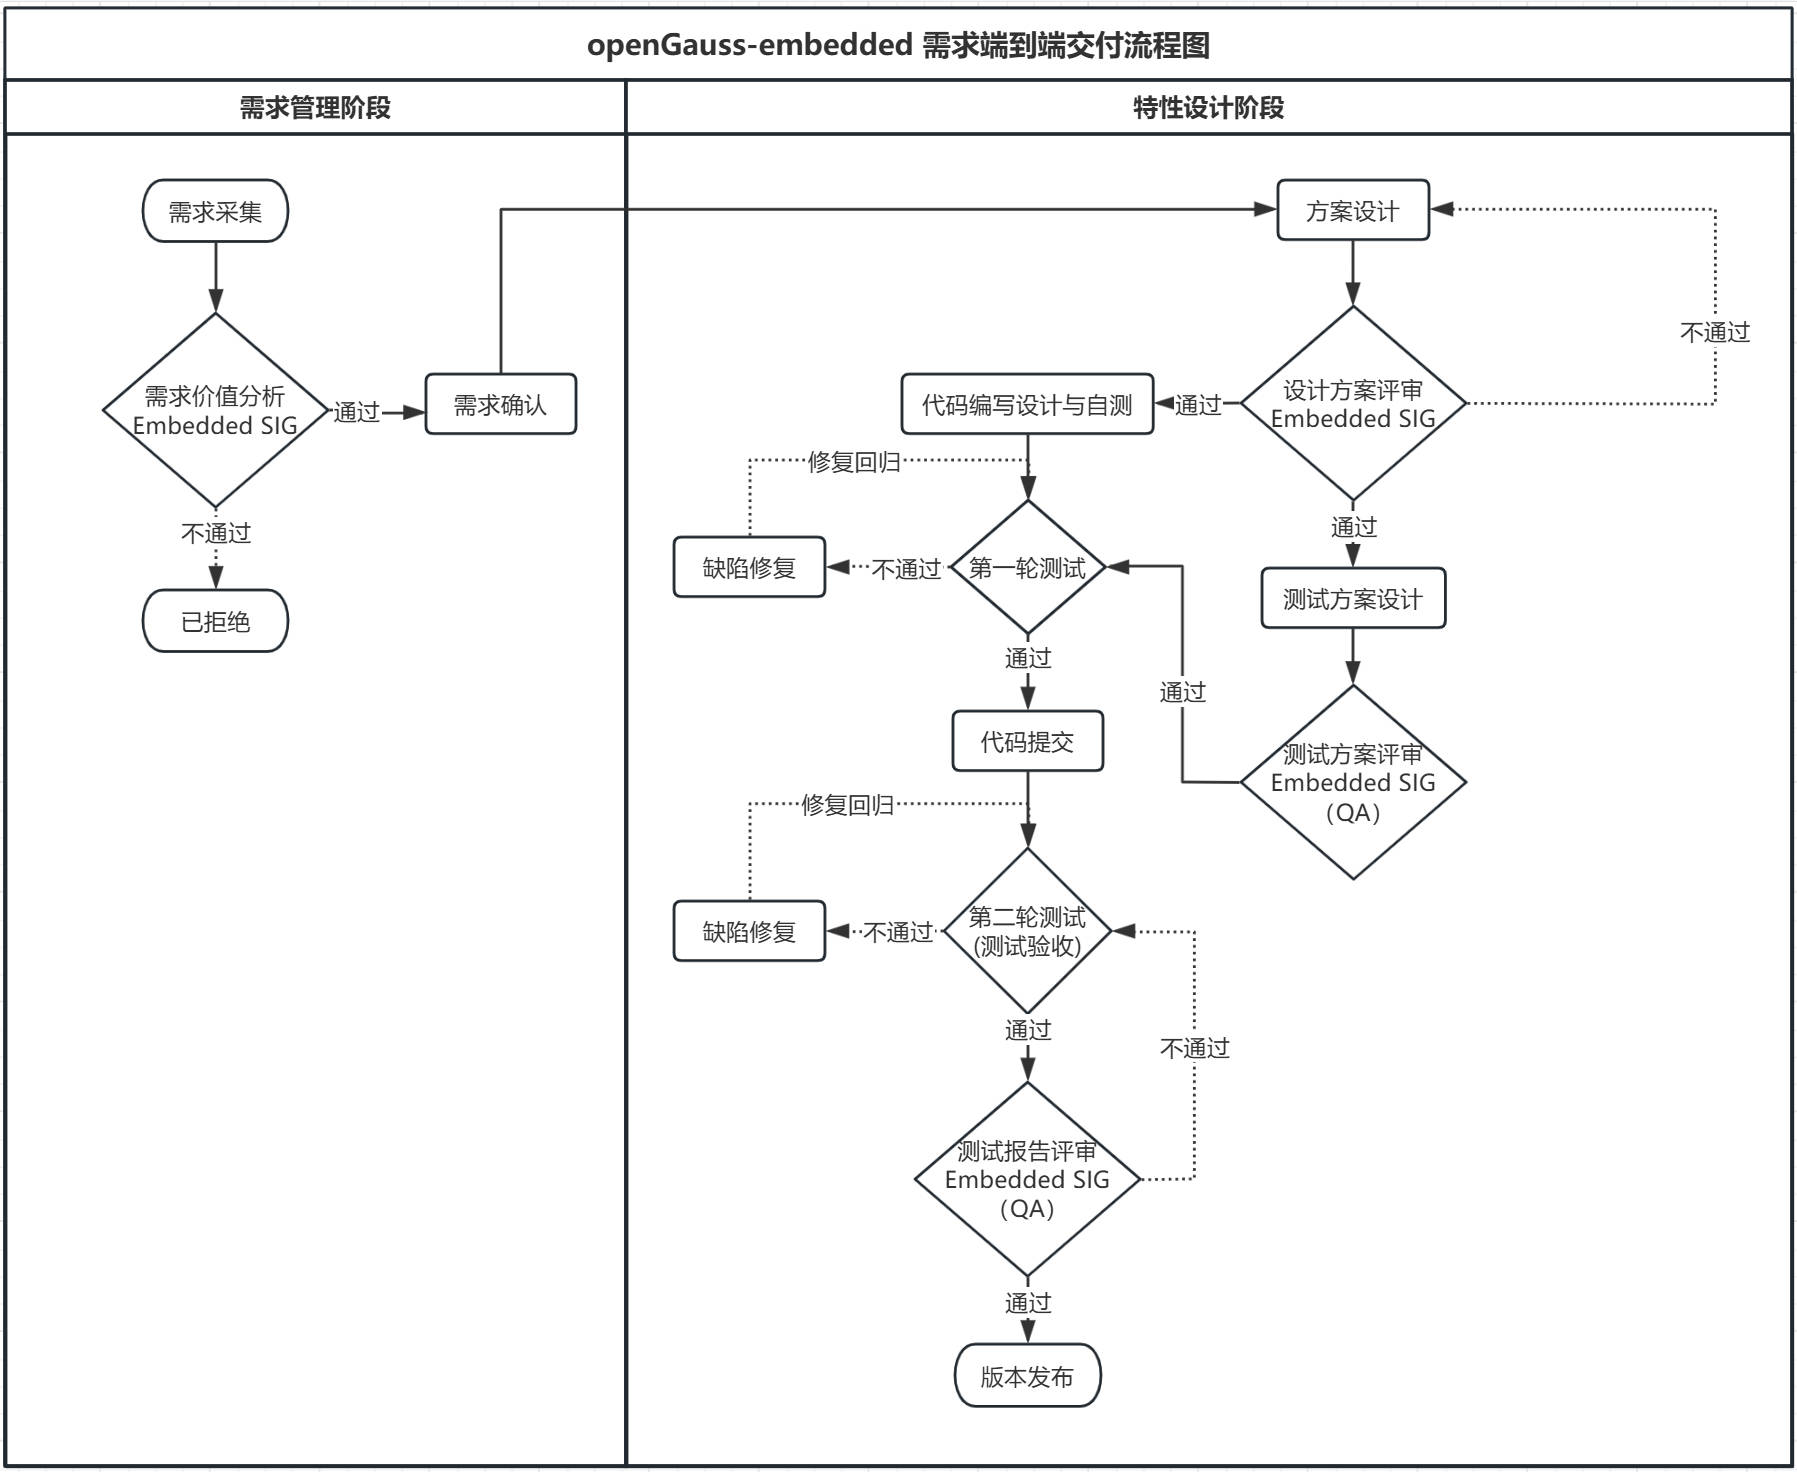 openGauss-embedded 需求端到端交付流程图
需求管理阶段
特性设计阶段
需求采集
需求价值分析
Embedded SIG
通过
需求确认
不通过
已拒绝
方案设计
不通过
设计方案评审
Embedded SIG
通过
代码编写设计与自测
修复回归
通过
缺陷修复
不通过
第一轮测试
测试方案设计
通过
通过
代码提交
测试方案评审
Embedded SIG
（QA）
修复回归
缺陷修复
不通过
第二轮测试
(测试验收)
通过
不通过
测试报告评审
Embedded SIG
（QA）
通过
版本发布